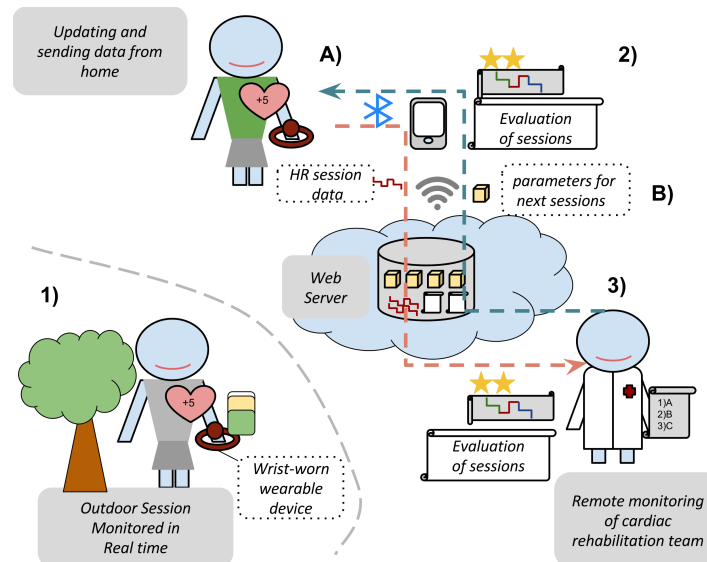 Updating and
sending data from
home
A)
+5
2)
Evaluation
of sessions
HR session
data
parameters for
next sessions
B)
Web
Server
1)
3)
+5
1)A
2)B
3)C
Evaluation
of sessions
Wrist-worn
wearable
device
Outdoor Session
Monitored in
Real time
Remote monitoring
of cardiac
rehabilitation team